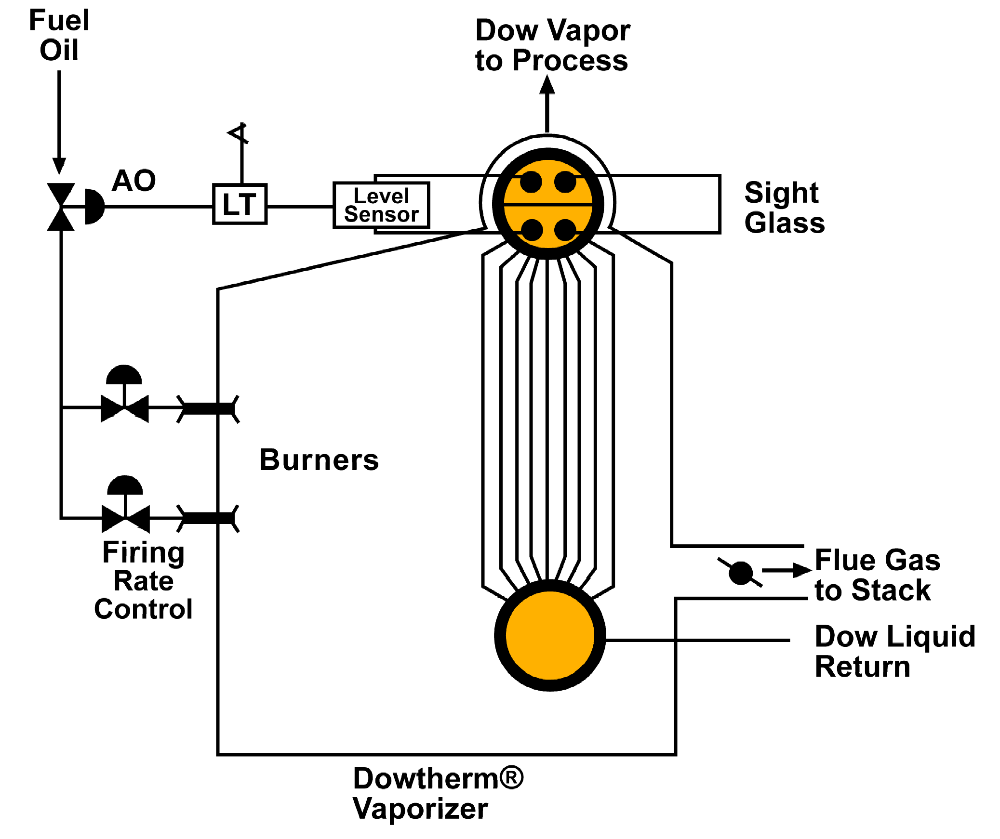 Fuel
Oil
Dow Vapor
to Process
AO
LT
Level
Sensor
Sight
Glass
Burners
Firing
Rate
Control
Flue Gas
to Stack
Dow Liquid
Return
Dowtherm®
Vaporizer